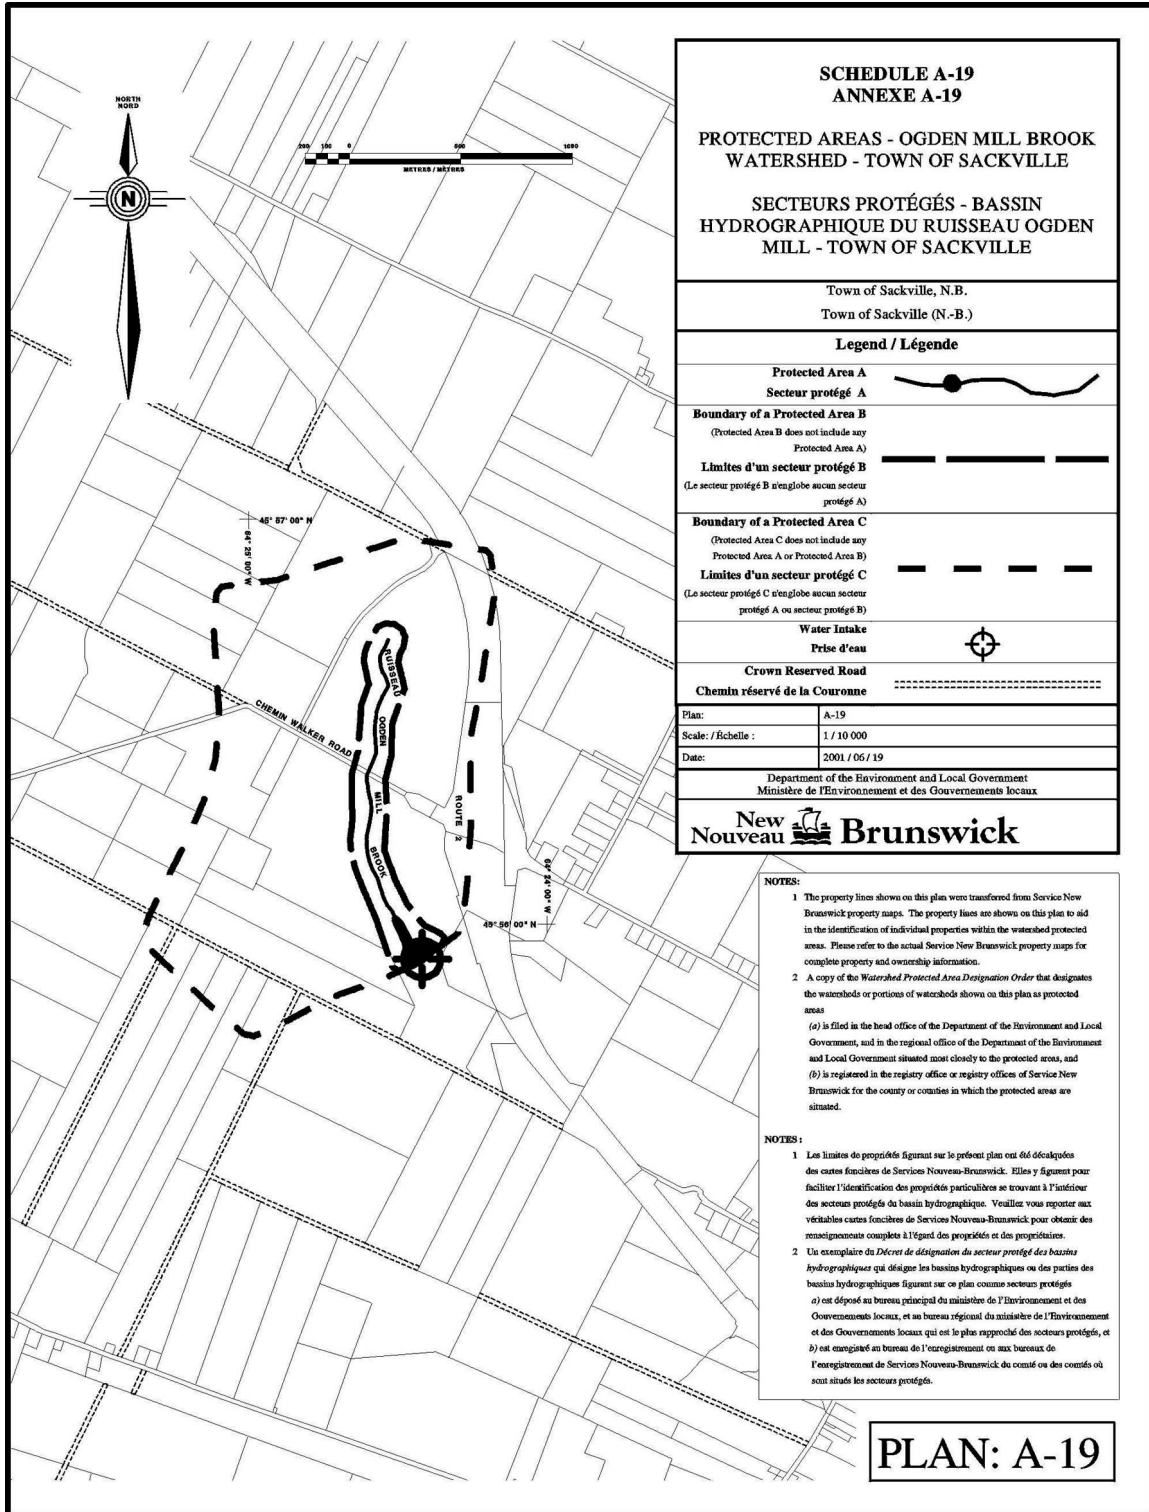 NORTH
NORD
N
200 100 0 500 1000
METRES / MÈTRES
45° 57' 00" N
64° 25' 00" W
CHEMIN WALKER ROAD
RUISSEAU
OGDEN
MILL
BROOK
ROUTE 2
64° 24' 00" W
45° 56' 00" N
SCHEDULE A-19
ANNEXE A-19
PROTECTED AREAS - OGDEN MILL BROOK
WATERSHED - TOWN OF SACKVILLE
SECTEURS PROTÉGÉS - BASSIN
HYDROGRAPHIQUE DU RUISSEAU OGDEN
MILL - TOWN OF SACKVILLE
Town of Sackville, N.B.
Town of Sackville (N.-B.)
Legend / Légende
Protected Area A
Secteur protégé A
Boundary of a Protected Area B
(Protected Area B does not include any
Protected Area A)
Limites d'un secteur protégé B
(Le secteur protégé B n'englobe aucun secteur
protégé A)
Boundary of a Protected Area C
(Protected Area C does not include any
Protected Area A or Protected Area B)
Limites d'un secteur protégé C
(Le secteur protégé C n'englobe aucun secteur
protégé A ou secteur protégé B)
Water Intake
Prise d'eau
Crown Reserved Road
Chemin réservé de la Couronne
Plan: A-19
Scale: / Échelle : 1 / 10 000
Date: 2001 / 06 / 19
Department of the Environment and Local Government
Ministère de l'Environnement et des Gouvernements locaux
New
Nouveau Brunswick
NOTES:
1 The property lines shown on this plan were transferred from Service New
Brunswick property maps. The property lines are shown on this plan to aid
in the identification of individual properties within the watershed protected
areas. Please refer to the actual Service New Brunswick property maps for
complete property and ownership information.
2 A copy of the Watershed Protected Area Designation Order that designates
the watersheds or portions of watersheds shown on this plan as protected
areas
(a) is filed in the head office of the Department of the Environment and Local
Government, and in the regional office of the Department of the Environment
and Local Government situated most closely to the protected areas, and
(b) is registered in the registry office or registry offices of Service New
Brunswick for the county or counties in which the protected areas are
situated.
NOTES :
1 Les limites de propriétés figurant sur le présent plan ont été décalquées
des cartes foncières de Services Nouveau-Brunswick. Elles y figurent pour
faciliter l'identification des propriétés particulières se trouvant à l'intérieur
des secteurs protégés du bassin hydrographique. Veuillez vous reporter aux
véritables cartes foncières de Services Nouveau-Brunswick pour obtenir des
renseignements complets à l'égard des propriétés et des propriétaires.
2 Un exemplaire du Décret de désignation du secteur protégé des bassins
hydrographiques qui désigne les bassins hydrographiques ou des parties des
bassins hydrographiques figurant sur ce plan comme secteurs protégés
a) est déposé au bureau principal du ministère de l'Environnement et des
Gouvernements locaux, et au bureau régional du ministère de l'Environnement
et des Gouvernements locaux qui est le plus rapproché des secteurs protégés, et
b) est enregistré au bureau de l'enregistrement ou aux bureaux de
l'enregistrement de Services Nouveau-Brunswick du comté ou des comtés où
sont situés les secteurs protégés.
PLAN: A-19